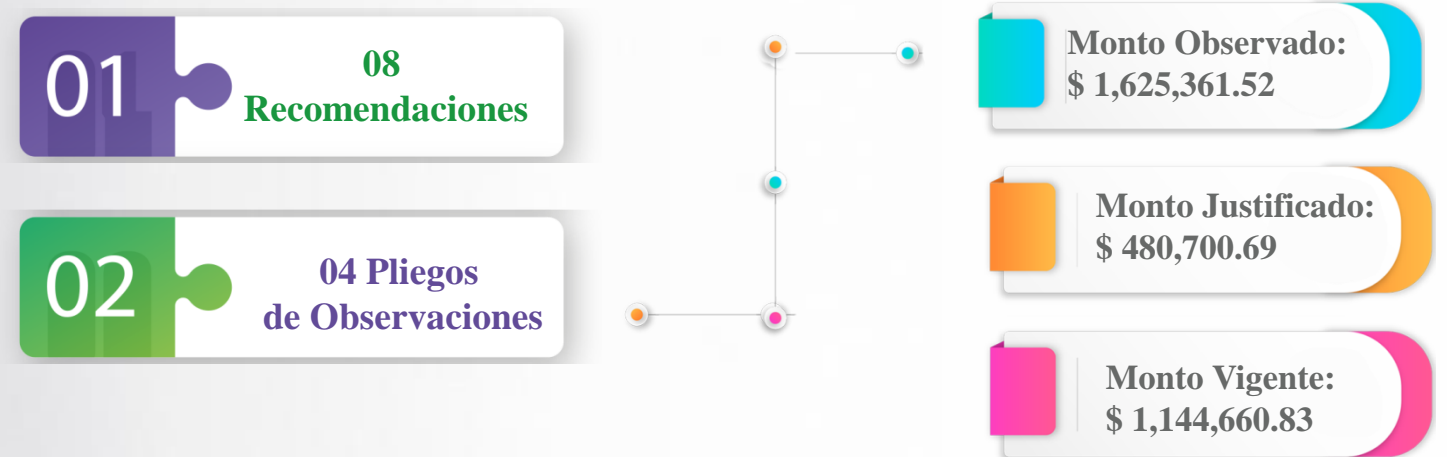 01
08
Recomendaciones
02
04 Pliegos
de Observaciones
Monto Observado:
$ 1,625,361.52
Monto Justificado:
$ 480,700.69
Monto Vigente:
$ 1,144,660.83